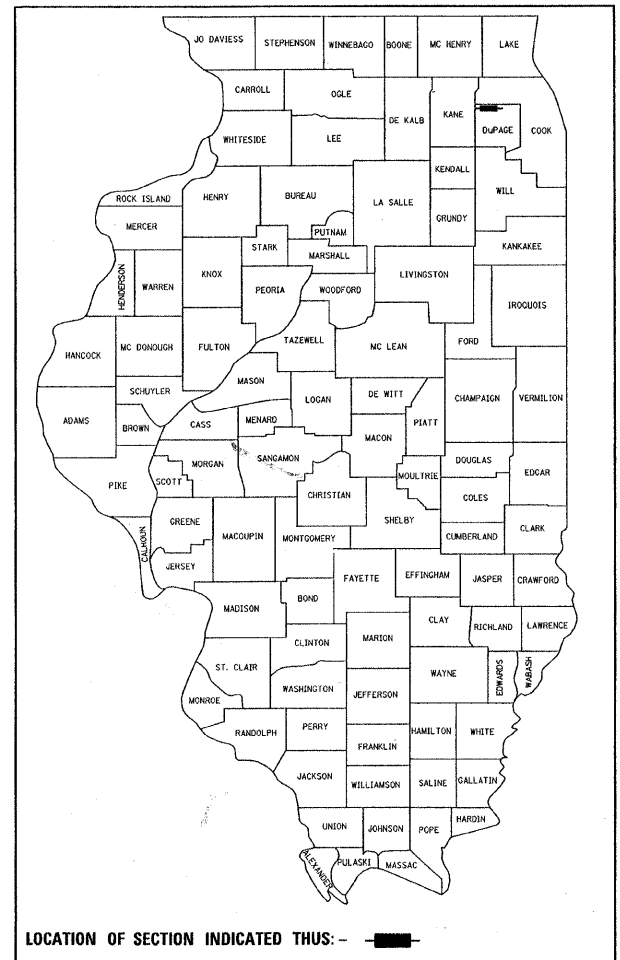 JO DAVIESS STEPHENSON WINNEBAGO BOONE MC HENRY LAKE
CARROLL OGLE DE KALB KANE DuPAGE COOK
WHITESIDE LEE
KENDALL
WILL
ROCK ISLAND HENRY BUREAU LA SALLE GRUNDY
MERCER PUTNAM
STARK MARSHALL KANKAKEE
HENDERSON WARREN KNOX PEORIA WOODFORD LIVINGSTON IROQUOIS
TAZEWELL MC LEAN FORD
HANCOCK MC DONOUGH FULTON
MASON
SCHUYLER LOGAN DE WITT CHAMPAIGN VERMILION
ADAMS BROWN CASS MENARD PIATT
MACON
MORGAN SANGAMON DOUGLAS EDGAR
PIKE SCOTT CHRISTIAN MOULTRIE COLES
GREENE SHELBY
CALHOUN MACOUPIN MONTGOMERY CUMBERLAND CLARK
JERSEY FAYETTE EFFINGHAM JASPER CRAWFORD
MADISON BOND
CLAY RICHLAND LAWRENCE
CLINTON MARION
ST. CLAIR WAYNE EDWARDS WABASH
WASHINGTON JEFFERSON
MONROE
RANDOLPH PERRY HAMILTON WHITE
FRANKLIN
JACKSON WILLIAMSON SALINE GALLATIN
HARDIN
UNION JOHNSON POPE
ALEXANDER PULASKI MASSAC
LOCATION OF SECTION INDICATED THUS:-